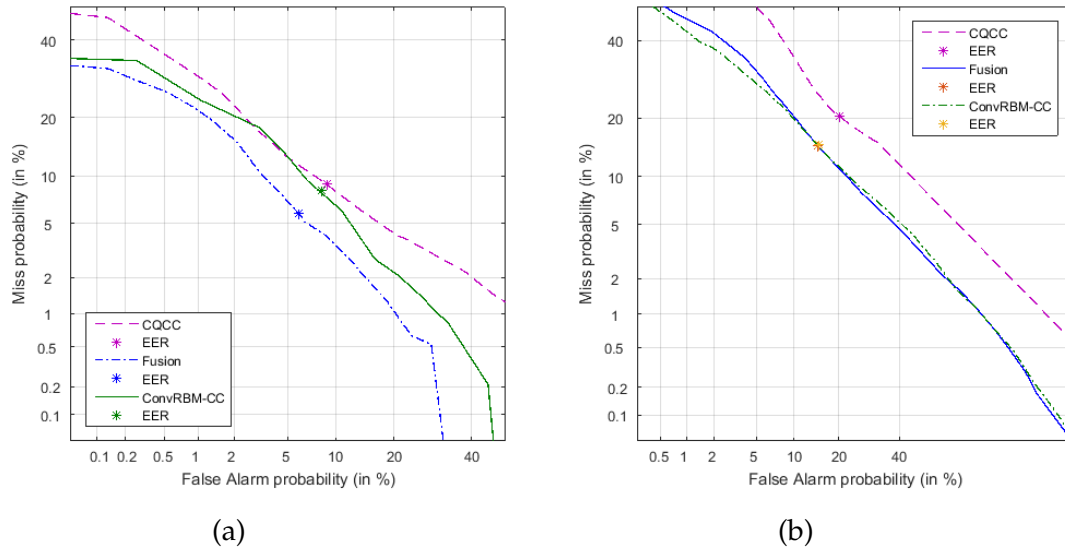 40
20
10
5
2
1
0.5
0.2
0.1
Miss probability (in %)
CQCC
EER
Fusion
EER
ConvRBM-CC
EER
0.1 0.2 0.5 1 2 5 10 20 40
False Alarm probability (in %)
(a)
40
20
10
5
2
1
0.5
0.2
0.1
Miss probability (in %)
CQCC
EER
Fusion
EER
ConvRBM-CC
EER
0.5 1 2 5 10 20 40
False Alarm probability (in %)
(b)